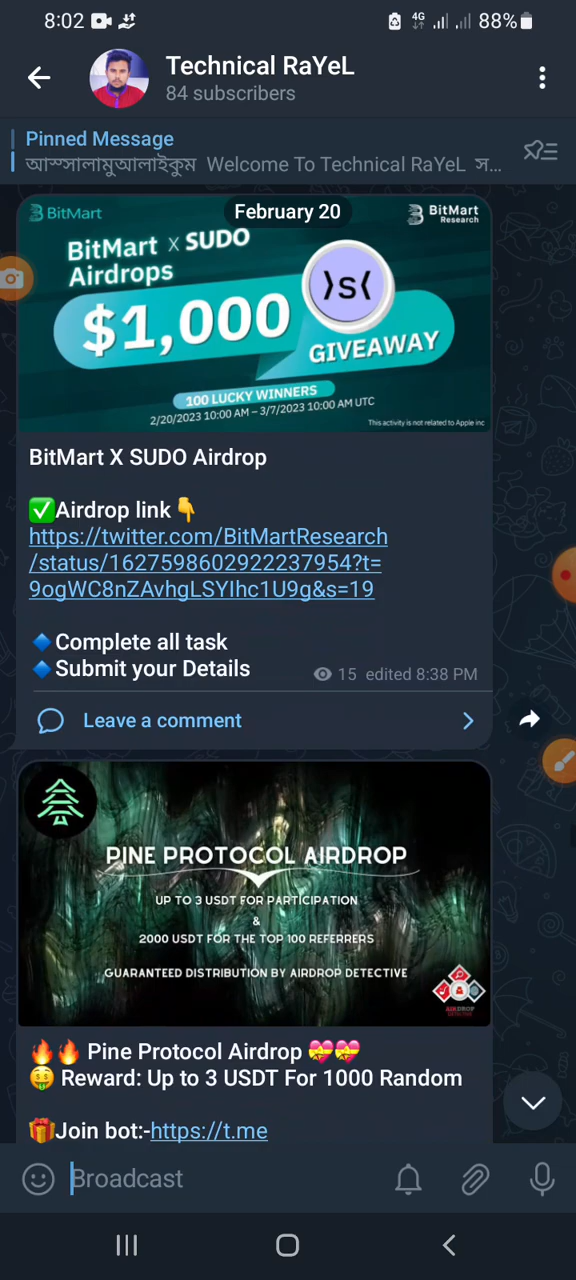 8:02
4G
88%
Technical RaYeL
84 subscribers
Pinned Message
আস্সালামুআলাইকুম Welcome To Technical RaYeL স...
February 20
BitMart
BitMart
Research
BitMart X SUDO
Airdrops
$1,000
⟩s⟨
GIVEAWAY
100 LUCKY WINNERS
2/20/2023 10:00 AM – 3/7/2023 10:00 AM UTC
This activity is not related to Apple inc
BitMart X SUDO Airdrop
✅Airdrop link👇
https://twitter.com/BitMartResearch
/status/1627598602922237954?t=
9ogWC8nZAvhgLSYIhc1U9g&s=19
🔹Complete all task
🔹Submit your Details
15 edited 8:38 PM
Leave a comment
PINE PROTOCOL AIRDROP
UP TO 3 USDT FOR PARTICIPATION
&
2000 USDT FOR THE TOP 100 REFERRERS
GUARANTEED DISTRIBUTION BY AIRDROP DETECTIVE
AIRDROP
DETECTIVE
🔥🔥 Pine Protocol Airdrop 💝💝
🤑 Reward: Up to 3 USDT For 1000 Random
🎁Join bot:-https://t.me
Broadcast